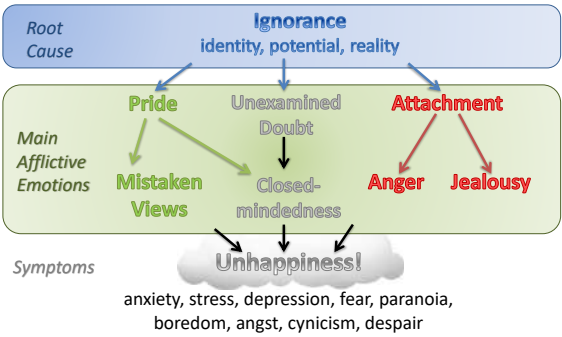 Root
Cause
Ignorance
identity, potential, reality
Main
Afflictive
Emotions
Pride
Unexamined
Doubt
Attachment
Mistaken
Views
Closed-
mindedness
Anger
Jealousy
Symptoms
Unhappiness!
anxiety, stress, depression, fear, paranoia,
boredom, angst, cynicism, despair